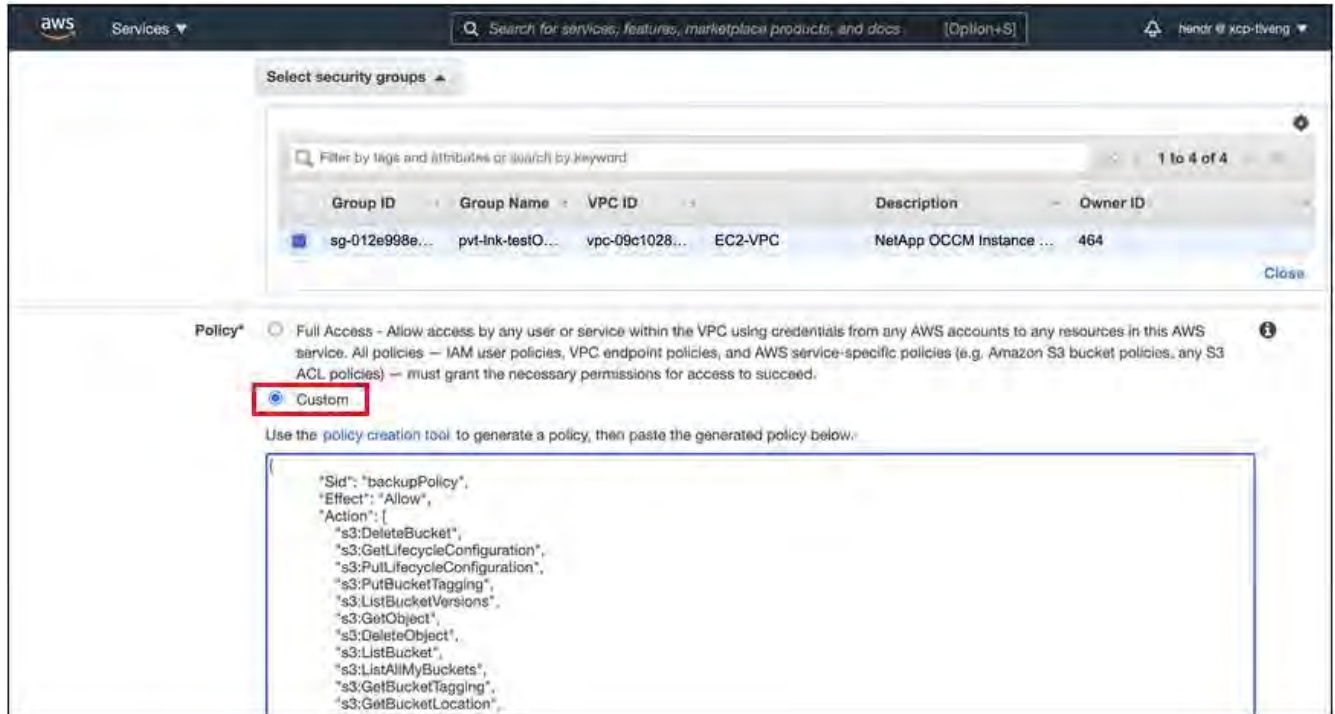 aws
Services ▼
Search for services, features, marketplace products, and docs [Option+S]
hendr @ xcp-tlveng ▼
Select security groups ▲
Filter by tags and attributes or search by keyword
1 to 4 of 4
Group ID Group Name VPC ID Description Owner ID
sg-012e998e... pvt-lnk-testO... vpc-09c1028... EC2-VPC NetApp OCCM Instance ... 464
Close
Policy*
Full Access - Allow access by any user or service within the VPC using credentials from any AWS accounts to any resources in this AWS
service. All policies — IAM user policies, VPC endpoint policies, and AWS service-specific policies (e.g. Amazon S3 bucket policies, any S3
ACL policies) — must grant the necessary permissions for access to succeed.
Custom
Use the policy creation tool to generate a policy, then paste the generated policy below.
{
"Sid": "backupPolicy",
"Effect": "Allow",
"Action": [
"s3:DeleteBucket",
"s3:GetLifecycleConfiguration",
"s3:PutLifecycleConfiguration",
"s3:PutBucketTagging",
"s3:ListBucketVersions",
"s3:GetObject",
"s3:DeleteObject",
"s3:ListBucket",
"s3:ListAllMyBuckets",
"s3:GetBucketTagging",
"s3:GetBucketLocation",